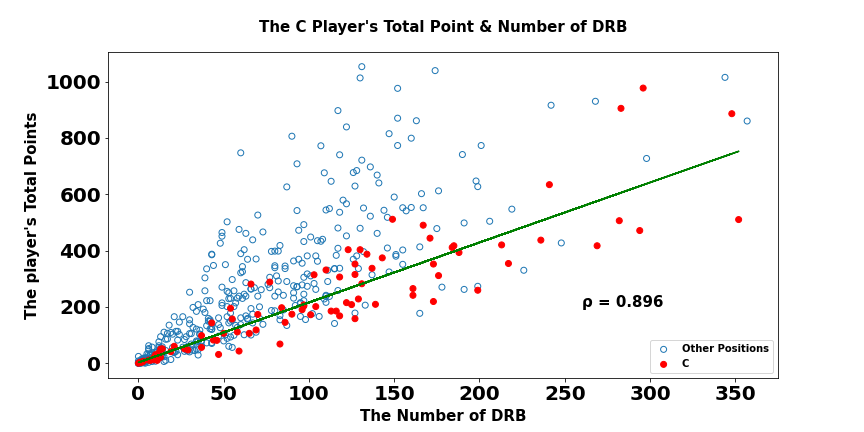 The C Player's Total Point & Number of DRB
The player's Total Points
1000
800
600
400
200
0
ρ = 0.896
Other Positions
C
0 50 100 150 200 250 300 350
The Number of DRB